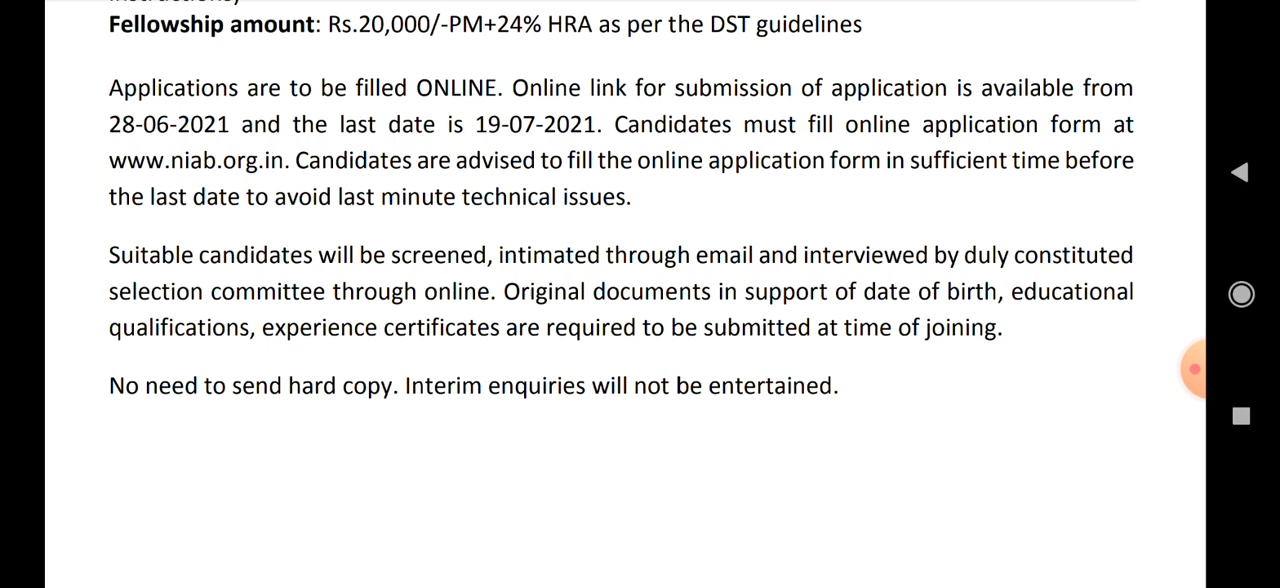 Fellowship amount: Rs.20,000/-PM+24% HRA as per the DST guidelines
Applications are to be filled ONLINE. Online link for submission of application is available from
28-06-2021 and the last date is 19-07-2021. Candidates must fill online application form at
www.niab.org.in. Candidates are advised to fill the online application form in sufficient time before
the last date to avoid last minute technical issues.
Suitable candidates will be screened, intimated through email and interviewed by duly constituted
selection committee through online. Original documents in support of date of birth, educational
qualifications, experience certificates are required to be submitted at time of joining.
No need to send hard copy. Interim enquiries will not be entertained.